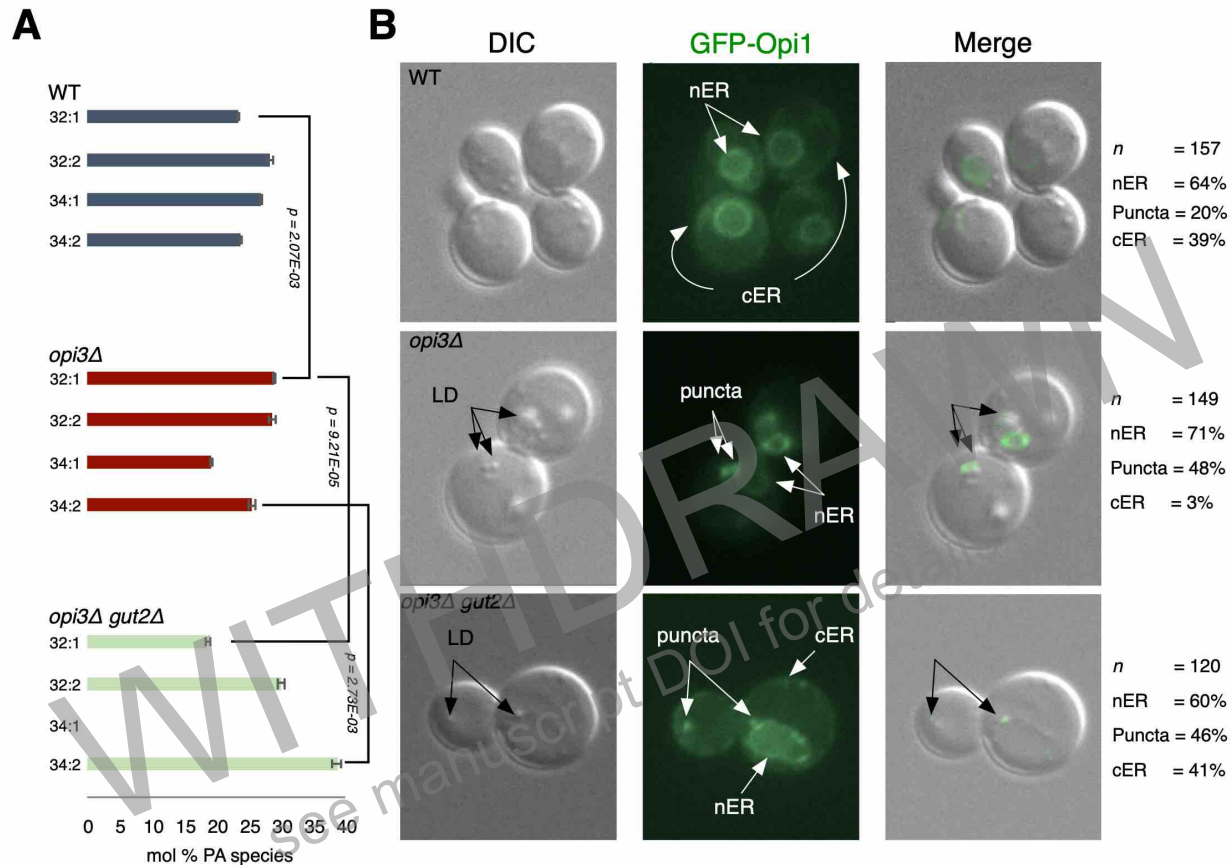 A
WT
32:1
32:2
34:1
34:2
p = 2.07E-03
opi3Δ
32:1
32:2
34:1
34:2
p = 9.21E-05
opi3Δ gut2Δ
32:1
32:2
34:1
34:2
p = 2.73E-03
0 5 10 15 20 25 30 35 40
mol % PA species
B
DIC GFP-Opi1 Merge
WT
nER
cER
n = 157
nER = 64%
Puncta = 20%
cER = 39%
opi3Δ
LD
puncta
nER
n = 149
nER = 71%
Puncta = 48%
cER = 3%
opi3Δ gut2Δ
LD
puncta
cER
nER
n = 120
nER = 60%
Puncta = 46%
cER = 41%
WITHDRAWN
see manuscript DOI for